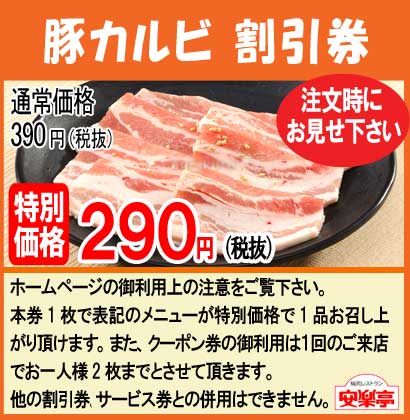 豚カルビ 割引券
通常価格
390円(税抜)
注文時に
お見せ下さい
特別
価格
290円(税抜)
ホームページの御利用上の注意をご覧下さい。
本券1枚で表記のメニューが特別価格で1品お召し上
がり頂けます。また、クーポン券の御利用は1回のご来店
でお一人様2枚までとさせて頂きます。
他の割引券、サービス券との併用はできません。
焼肉レストラン
安楽亭